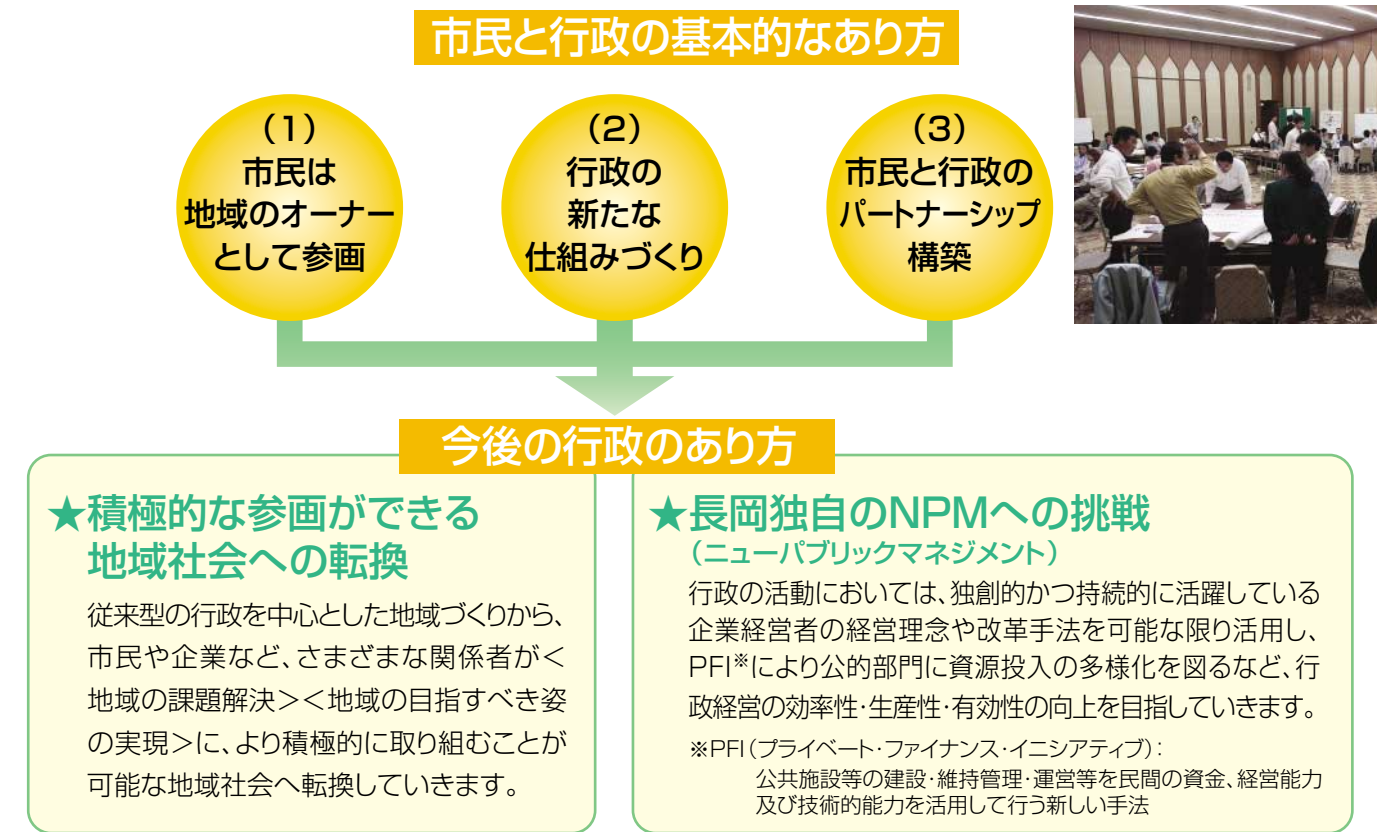 市民と行政の基本的なあり方
(1)
市民は
地域のオーナー
として参画
(2)
行政の
新たな
仕組みづくり
(3)
市民と行政の
パートナーシップ
構築
今後の行政のあり方
★積極的な参画ができる
地域社会への転換
従来型の行政を中心とした地域づくりから、
市民や企業など、さまざまな関係者が<
地域の課題解決><地域の目指すべき姿
の実現>に、より積極的に取り組むことが
可能な地域社会へ転換していきます。
★長岡独自のNPMへの挑戦
(ニューパブリックマネジメント)
行政の活動においては、独創的かつ持続的に活躍している
企業経営者の経営理念や改革手法を可能な限り活用し、
PFI※により公的部門に資源投入の多様化を図るなど、行
政経営の効率性・生産性・有効性の向上を目指していきます。
※PFI(プライベート・ファイナンス・イニシアティブ):
公共施設等の建設・維持管理・運営等を民間の資金、経営能力
及び技術的能力を活用して行う新しい手法